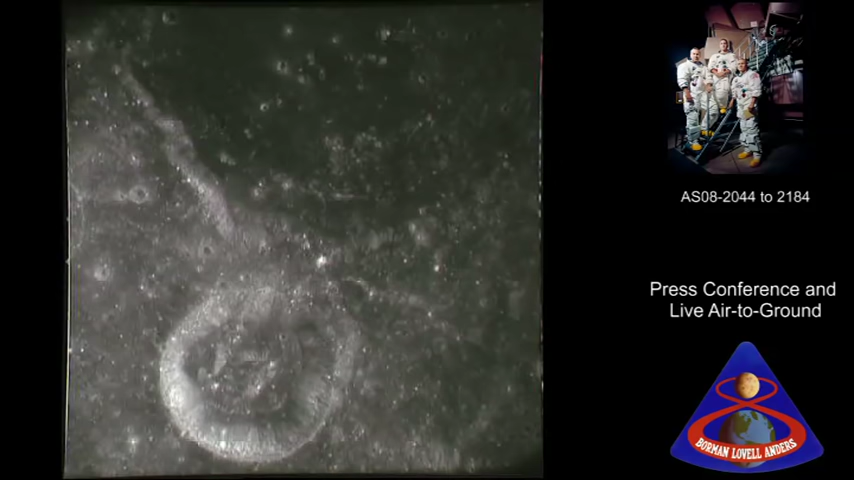 AS08-2044 to 2184
Press Conference and
Live Air-to-Ground
BORMAN LOVELL ANDERS